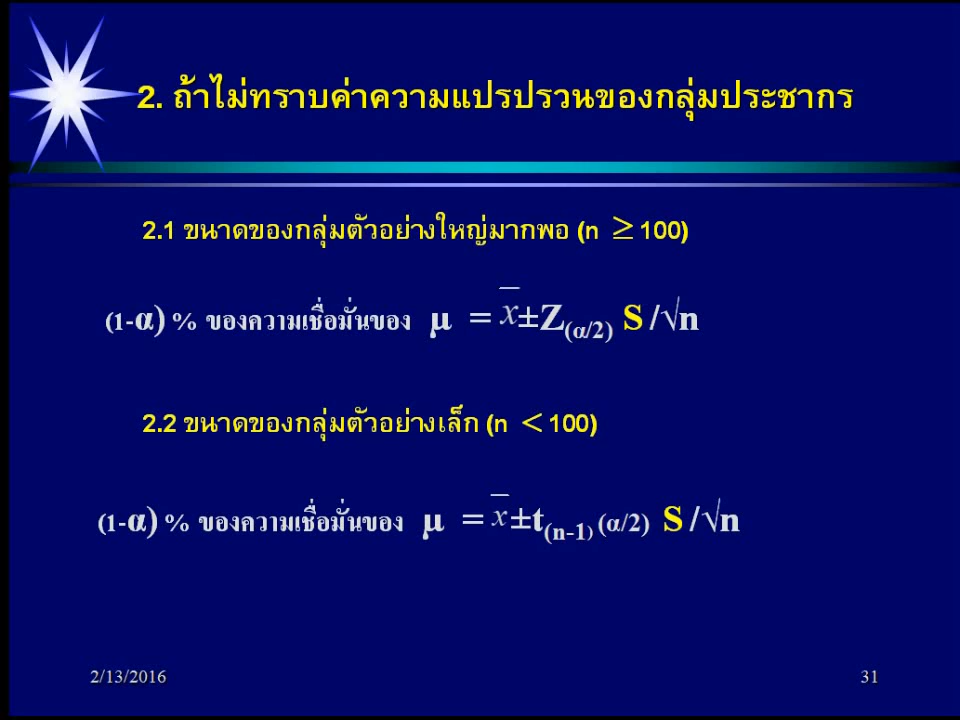 2. ถ้าไม่ทราบค่าความแปรปรวนของกลุ่มประชากร
2.1 ขนาดของกลุ่มตัวอย่างใหญ่มากพอ (n ≥ 100)
(1-α) % ของความเชื่อมั่นของ μ = x̅ ±Z(α/2) S /√n
2.2 ขนาดของกลุ่มตัวอย่างเล็ก (n < 100)
(1-α) % ของความเชื่อมั่นของ μ = x̅ ±t(n-1) (α/2) S /√n
2/13/2016 31